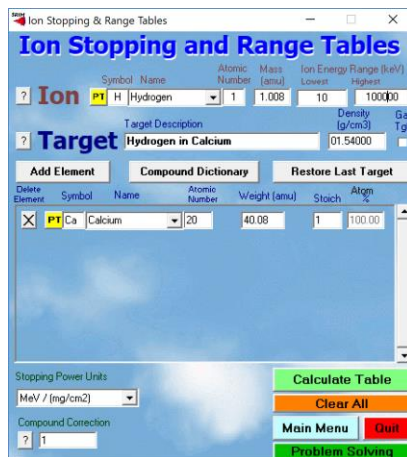 Ion Stopping & Range Tables
Ion Stopping and Range Tables
Symbol Name Atomic Number Mass (amu) Ion Energy Range (keV) Lowest Highest
? Ion PT H Hydrogen 1 1.008 10 100000
Target Description Density (g/cm3) Ga
? Target Hydrogen in Calcium 01.54000 Tg
Add Element Compound Dictionary Restore Last Target
Delete Element Symbol Name Atomic Number Weight (amu) Stoich Atom %
X PT Ca Calcium 20 40.08 1 100.00
Stopping Power Units
MeV / (mg/cm2)
Calculate Table
Clear All
Compound Correction
Main Menu Quit
? 1
Problem Solving